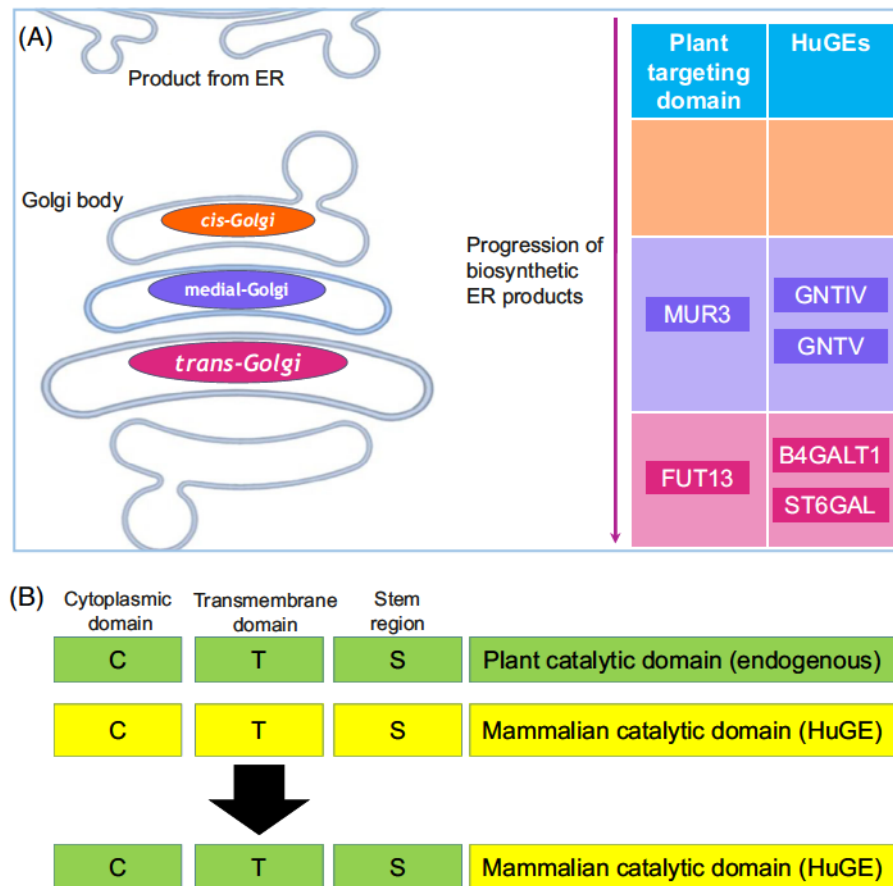 (A)
Product from ER
Golgi body
cis-Golgi
medial-Golgi
trans-Golgi
Progression of
biosynthetic
ER products
Plant
targeting
domain
HuGEs
MUR3
GNTIV
GNTV
FUT13
B4GALT1
ST6GAL
(B)
Cytoplasmic
domain
Transmembrane
domain
Stem
region
C T S Plant catalytic domain (endogenous)
C T S Mammalian catalytic domain (HuGE)
C T S Mammalian catalytic domain (HuGE)